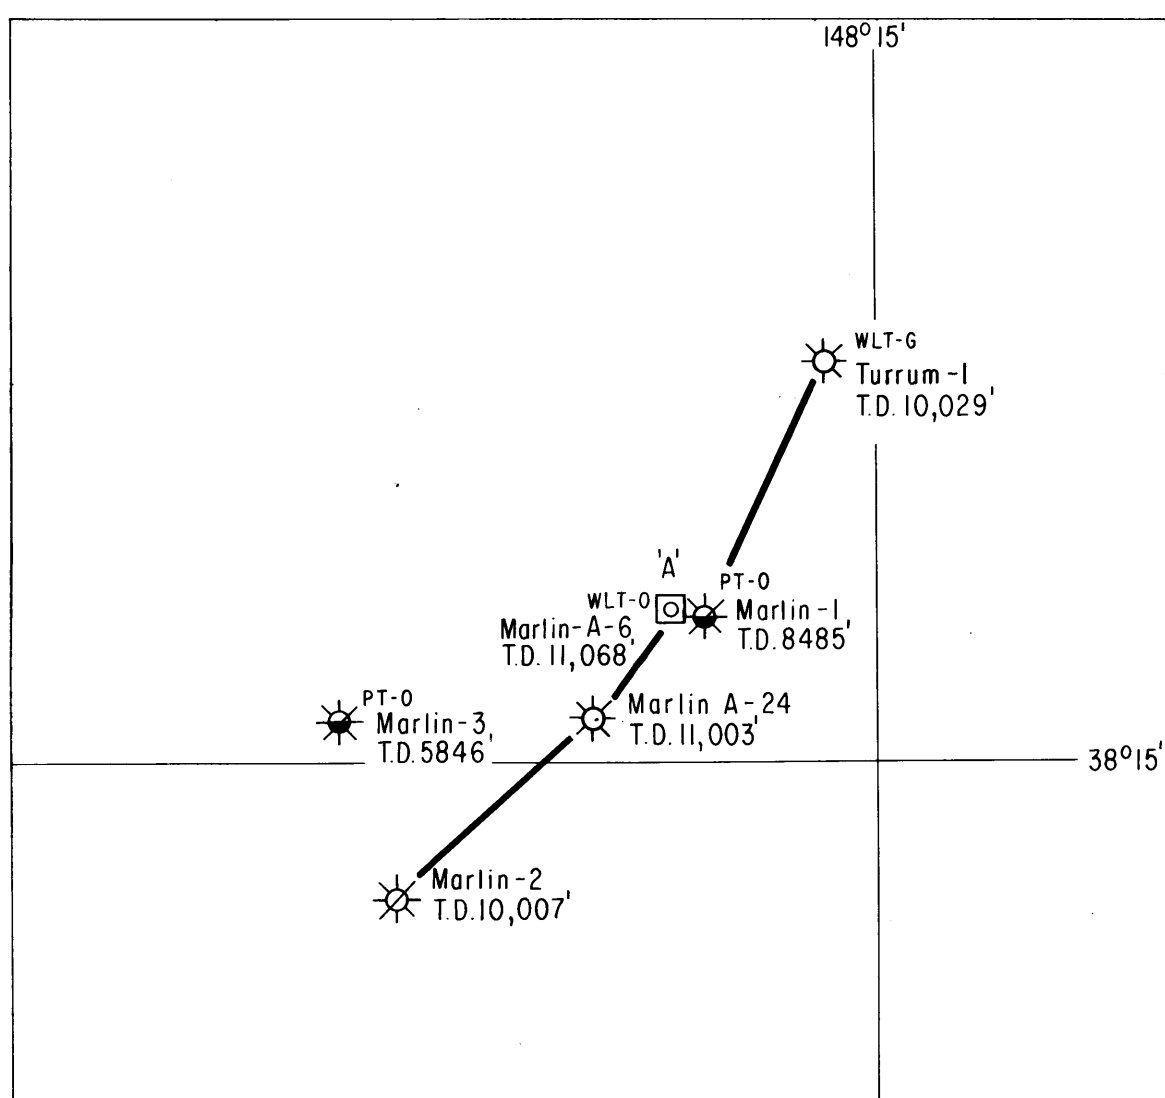 148°15'
WLT-G
Turrum-1
T.D. 10,029'
'A'
PT-O
WLT-O
Marlin-1
T.D. 8485'
Marlin-A-6
T.D. 11,068'
PT-O
Marlin-3
T.D. 5846'
Marlin A-24
T.D. 11,003'
38°15'
Marlin-2
T.D. 10,007'